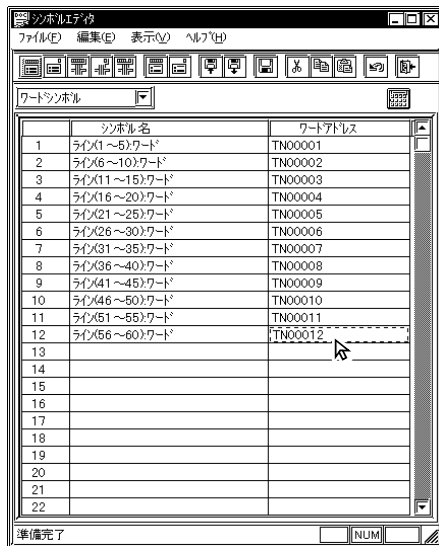 シンボルエディタ
ファイル(F) 編集(E) 表示(V) ヘルプ(H)
ワードシンボル
シンボル名 ワードアドレス
1 ライン(1～5):ワード TN00001
2 ライン(6～10):ワード TN00002
3 ライン(11～15):ワード TN00003
4 ライン(16～20):ワード TN00004
5 ライン(21～25):ワード TN00005
6 ライン(26～30):ワード TN00006
7 ライン(31～35):ワード TN00007
8 ライン(36～40):ワード TN00008
9 ライン(41～45):ワード TN00009
10 ライン(46～50):ワード TN00010
11 ライン(51～55):ワード TN00011
12 ライン(56～60):ワード TN00012
13
14
15
16
17
18
19
20
21
22
準備完了 NUM